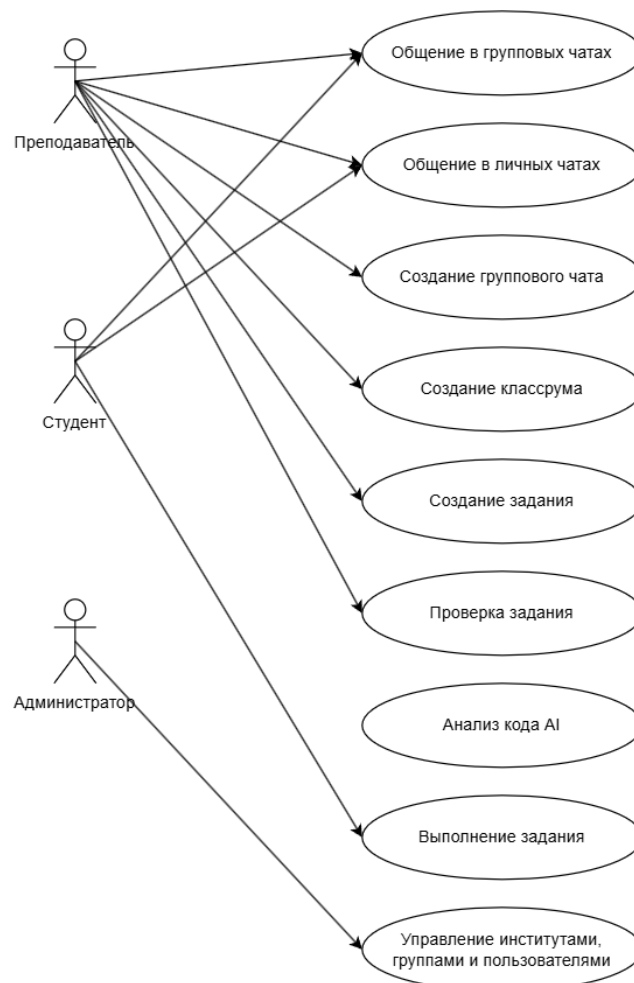 Общение в групповых чатах
Преподаватель
Общение в личных чатах
Создание группового чата
Создание классрума
Студент
Создание задания
Проверка задания
Администратор
Анализ кода AI
Выполнение задания
Управление институтами,
группами и пользователями